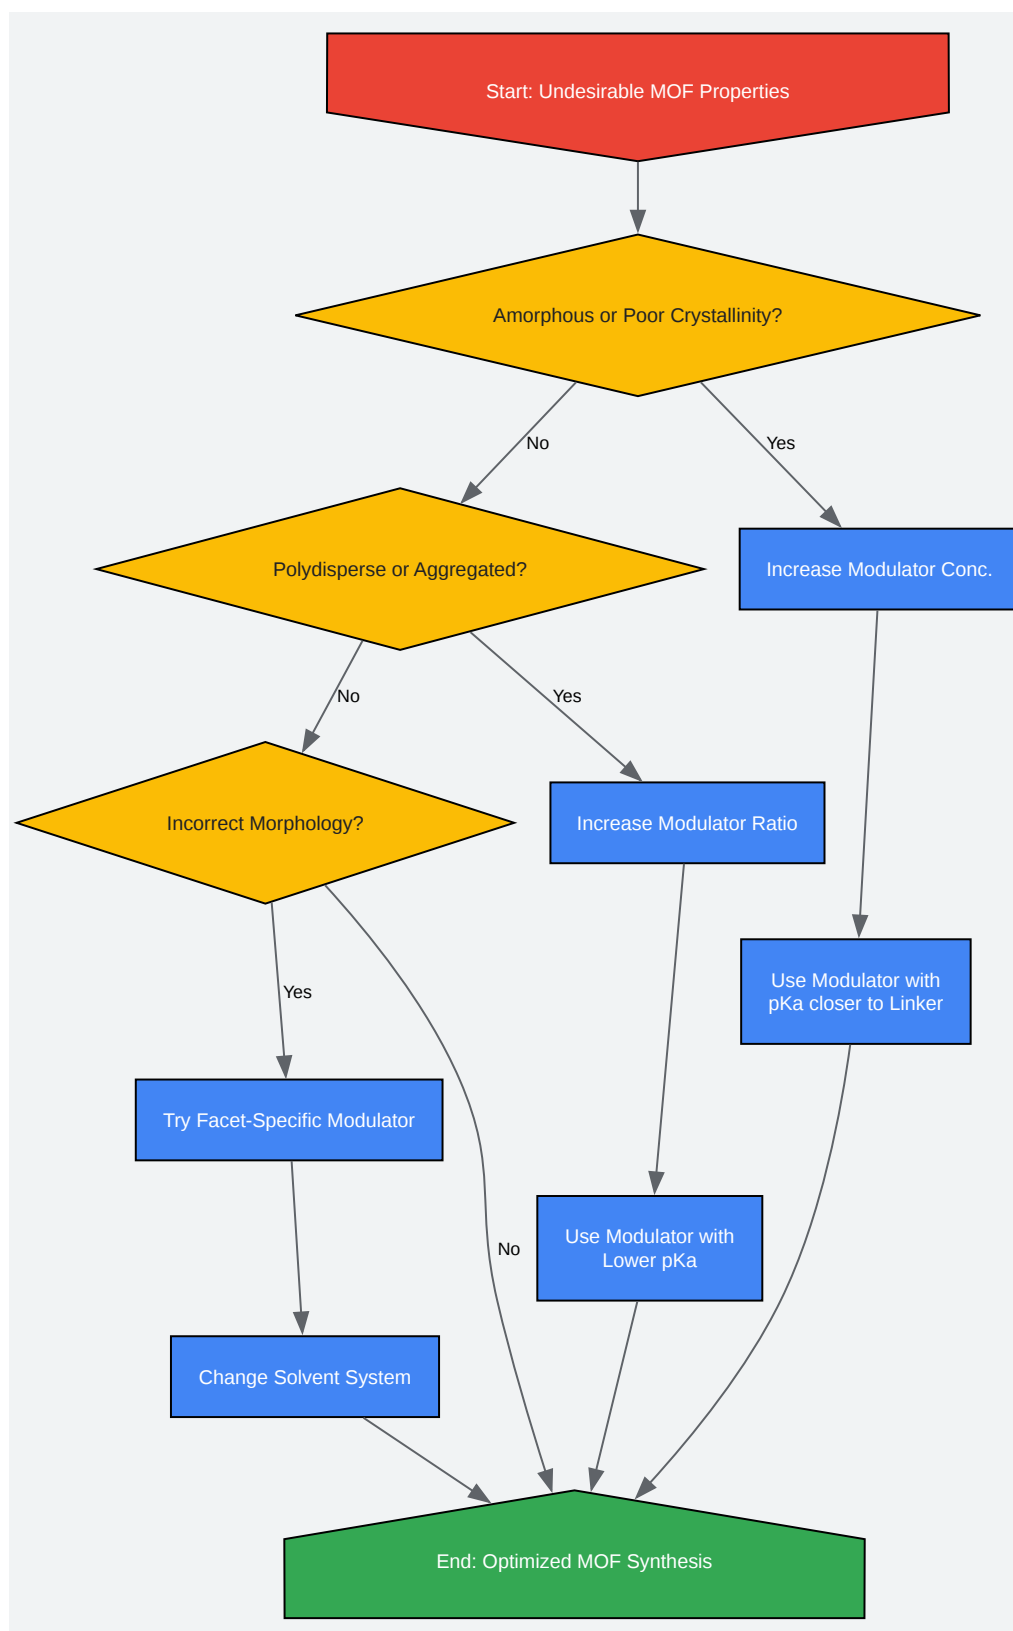 Start: Undesirable MOF Properties
Amorphous or Poor Crystallinity?
No
Yes
Polydisperse or Aggregated?
Increase Modulator Conc.
No
Yes
Incorrect Morphology?
Increase Modulator Ratio
Use Modulator with
pKa closer to Linker
Yes
Try Facet-Specific Modulator
No
Use Modulator with
Lower pKa
Change Solvent System
End: Optimized MOF Synthesis